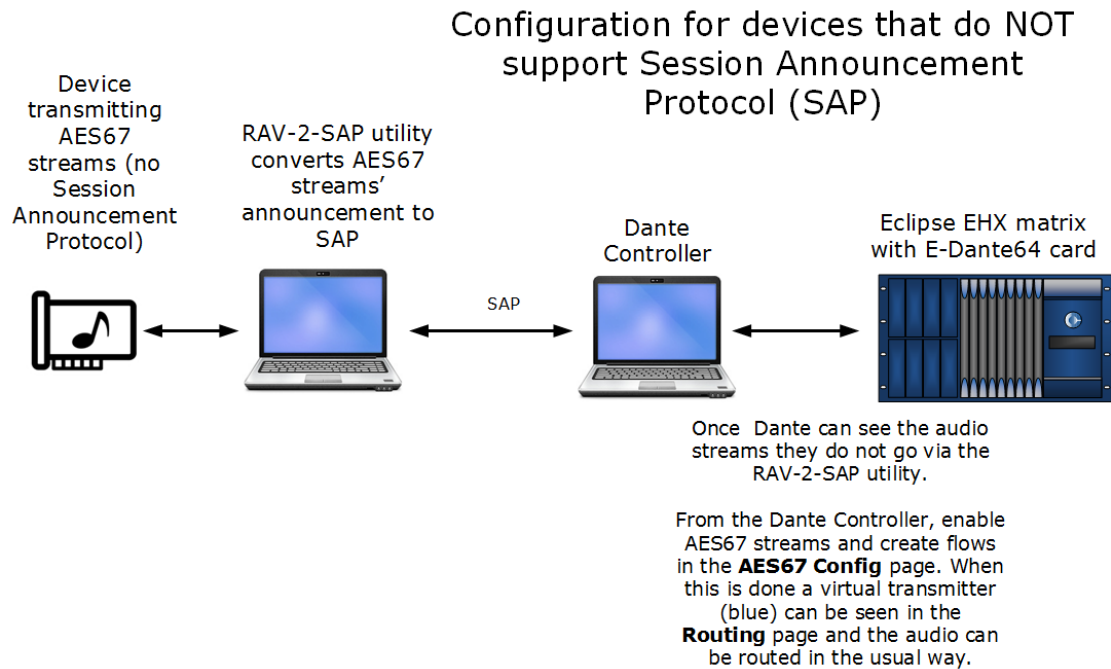 Configuration for devices that do NOT
support Session Announcement
Protocol (SAP)
Device
transmitting
AES67
streams (no
Session
Announcement
Protocol)
RAV-2-SAP utility
converts AES67
streams’
announcement to
SAP
SAP
Dante
Controller
Eclipse EHX matrix
with E-Dante64 card
Once  Dante can see the audio
streams they do not go via the
RAV-2-SAP utility.
From the Dante Controller, enable
AES67 streams and create flows
in the AES67 Config page. When
this is done a virtual transmitter
(blue) can be seen in the
Routing page and the audio can
be routed in the usual way.